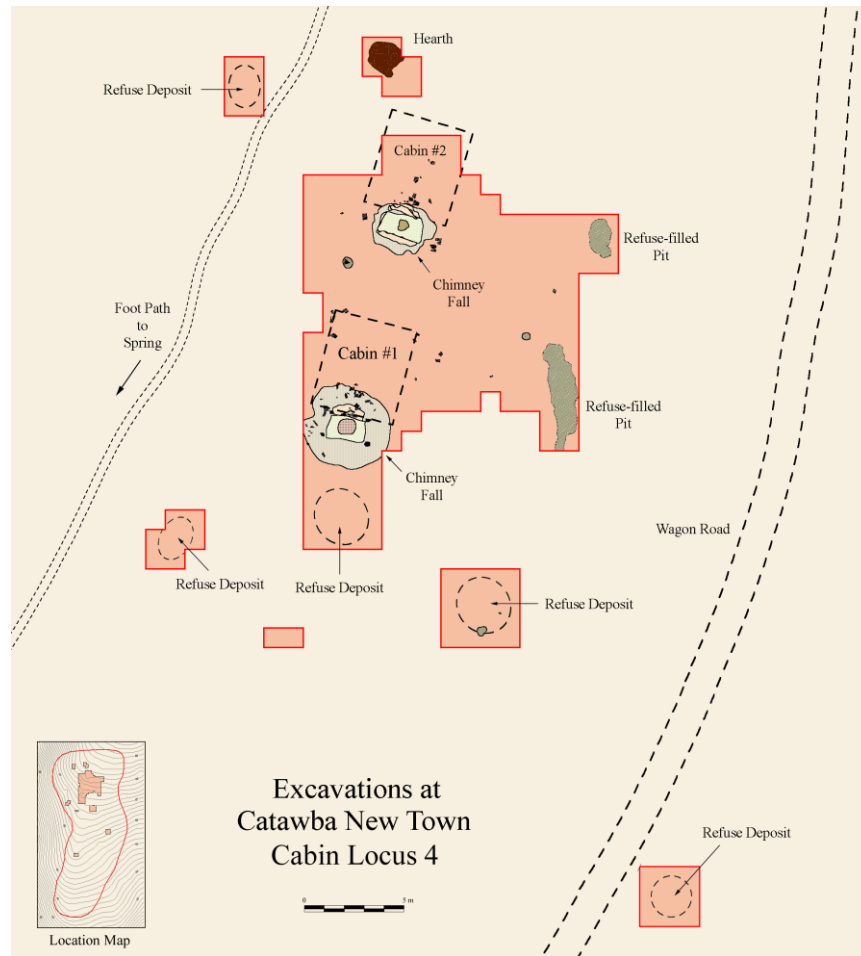 Hearth
Refuse Deposit
Cabin #2
Refuse-filled
Pit
Chimney
Fall
Foot Path
to
Spring
Cabin #1
Refuse-filled
Pit
Chimney
Fall
Wagon Road
Refuse Deposit
Refuse Deposit
Refuse Deposit
Excavations at
Catawba New Town
Cabin Locus 4
0 5 m
Refuse Deposit
Location Map